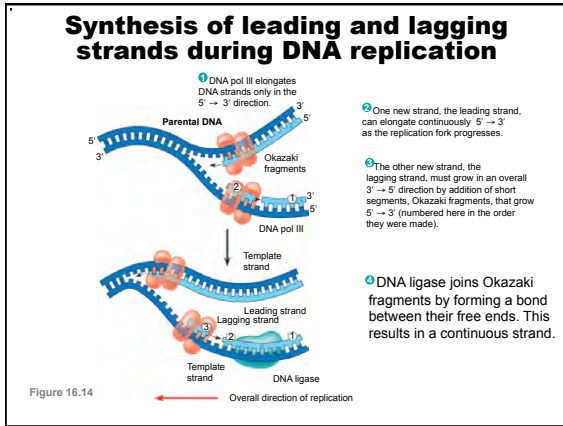 Synthesis of leading and lagging
strands during DNA replication
1 DNA pol III elongates
DNA strands only in the
5′ → 3′ direction.
3′
5′
Parental DNA
5′
3′
Okazaki
fragments
2
1
3′
5′
DNA pol III
2 One new strand, the leading strand,
can elongate continuously 5′ → 3′
as the replication fork progresses.
3 The other new strand, the
lagging strand, must grow in an overall
3′ → 5′ direction by addition of short
segments, Okazaki fragments, that grow
5′ → 3′ (numbered here in the order
they were made).
Template
strand
Leading strand
Lagging strand
3
2
1
Template
strand
DNA ligase
4 DNA ligase joins Okazaki
fragments by forming a bond
between their free ends. This
results in a continuous strand.
Figure 16.14
Overall direction of replication